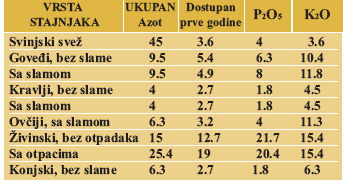 VRSTA STAJNJAKA UKUPAN Azot Dostupan prve godine P₂O₅ K₂O
Svinjski svež 45 3.6 4 3.6
Goveđi, bez slame 9.5 5.4 6.3 10.4
Sa slamom 9.5 4.9 8 11.8
Kravlji, bez slame 4 2.7 1.8 4.5
Sa slamom 4 2.7 1.8 4.5
Ovčiji, sa slamom 6.3 3.2 4 11.3
Živinski, bez otpadaka 15 12.7 21.7 15.4
Sa otpacima 25.4 19 20.4 15.4
Konjski, bez slame 6.3 2.7 1.8 6.3